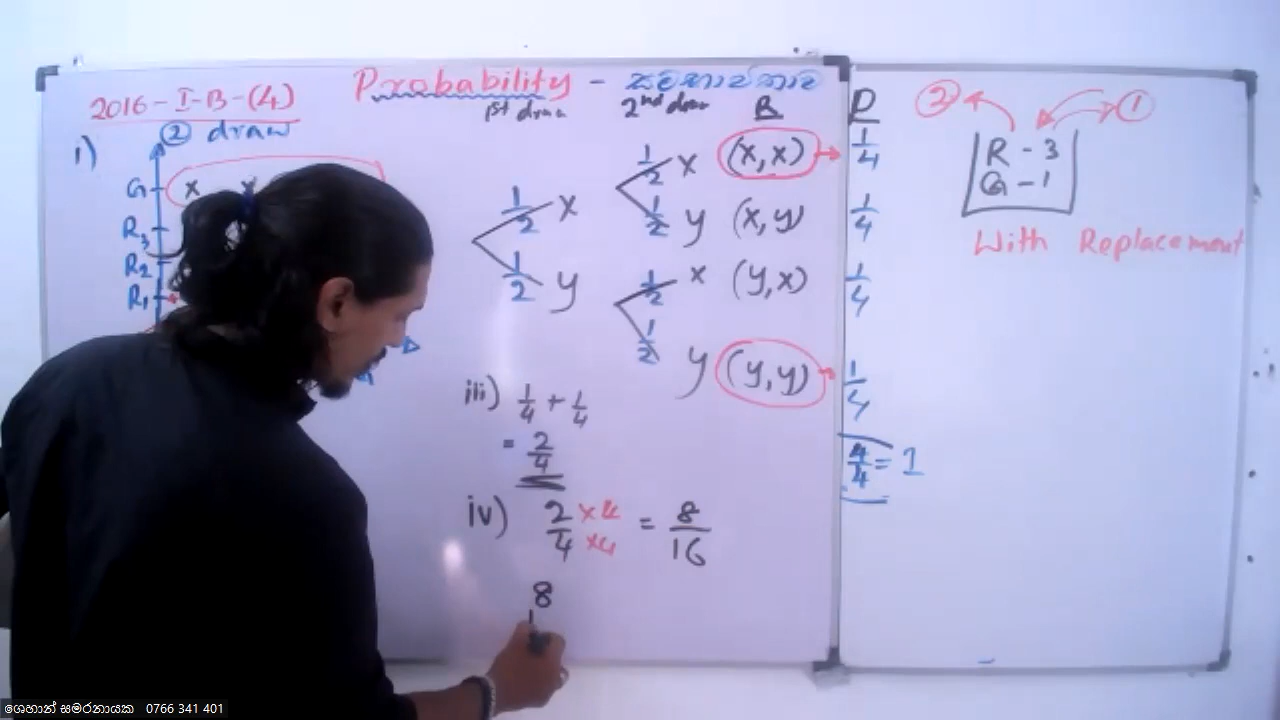 Probability - සම්භාවිතාව
2016 - I - B - (4)
i)
② draw
G x x
R₃
R₂
R₁
1st draw 2nd draw B P
1/2 x
1/2 y
1/2 x (x,x) → 1/4
1/2 y (x,y) 1/4
1/2 x (y,x) 1/4
1/2 y (y,y) → 1/4
4/4 = 1
iii) 1/4 + 1/4
= 2/4
iv) 2/4 ×4 ×4 = 8/16
8
1
② ①
R - 3
G - 1
With Replacement
0766 341 401